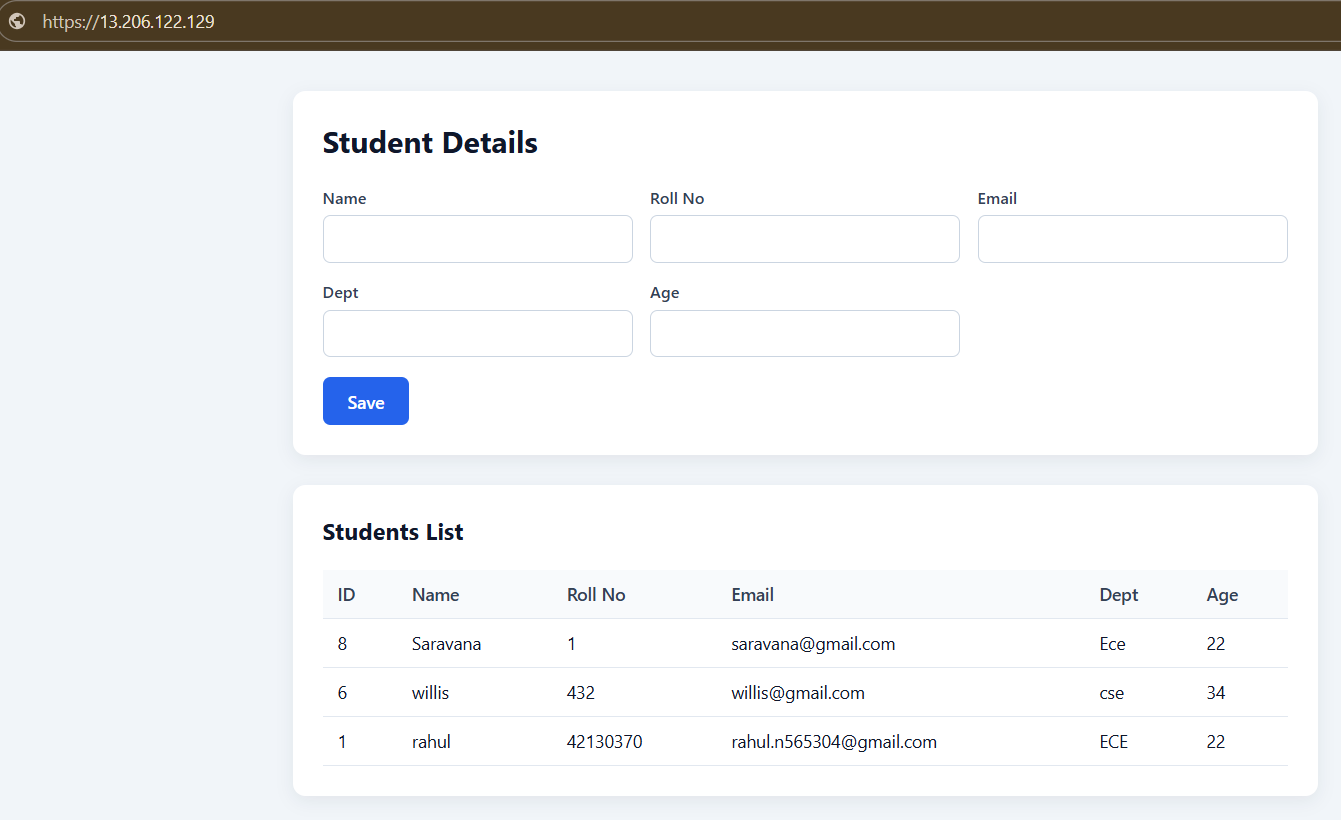 https://13.206.122.129
Student Details
Name Roll No Email
Dept Age
Save
Students List
ID Name Roll No Email Dept Age
8 Saravana 1 saravana@gmail.com Ece 22
6 willis 432 willis@gmail.com cse 34
1 rahul 42130370 rahul.n565304@gmail.com ECE 22